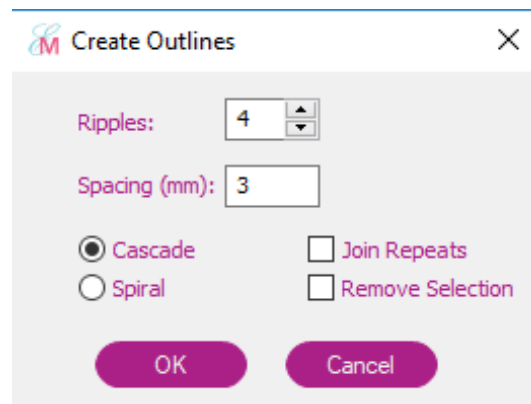 Create Outlines
Ripples: 4
Spacing (mm): 3
Cascade Join Repeats
Spiral Remove Selection
OK Cancel